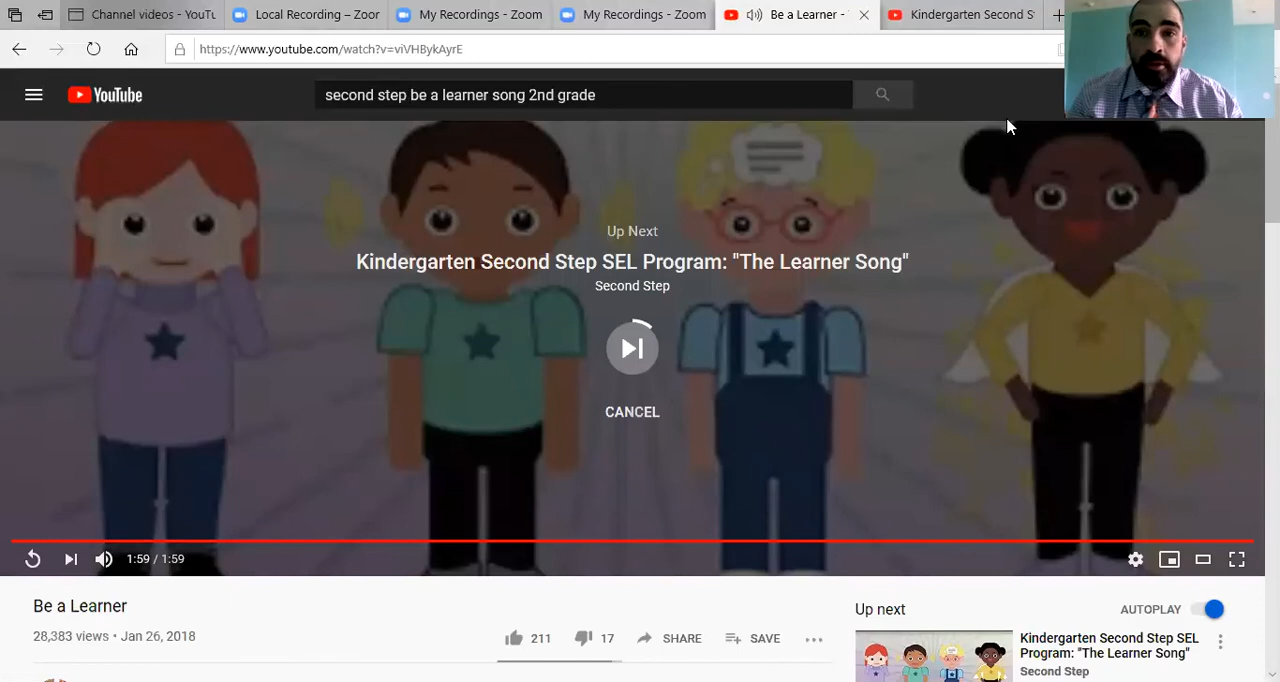 Channel videos - YouTu
Local Recording – Zoor
My Recordings - Zoom
My Recordings - Zoom
Be a Learner -
Kindergarten Second S
https://www.youtube.com/watch?v=viVHBykAyrE
YouTube
second step be a learner song 2nd grade
Up Next
Kindergarten Second Step SEL Program: "The Learner Song"
Second Step
CANCEL
1:59 / 1:59
Be a Learner
28,383 views • Jan 26, 2018
211
17
SHARE
SAVE
Up next
AUTOPLAY
Kindergarten Second Step SEL
Program: "The Learner Song"
Second Step